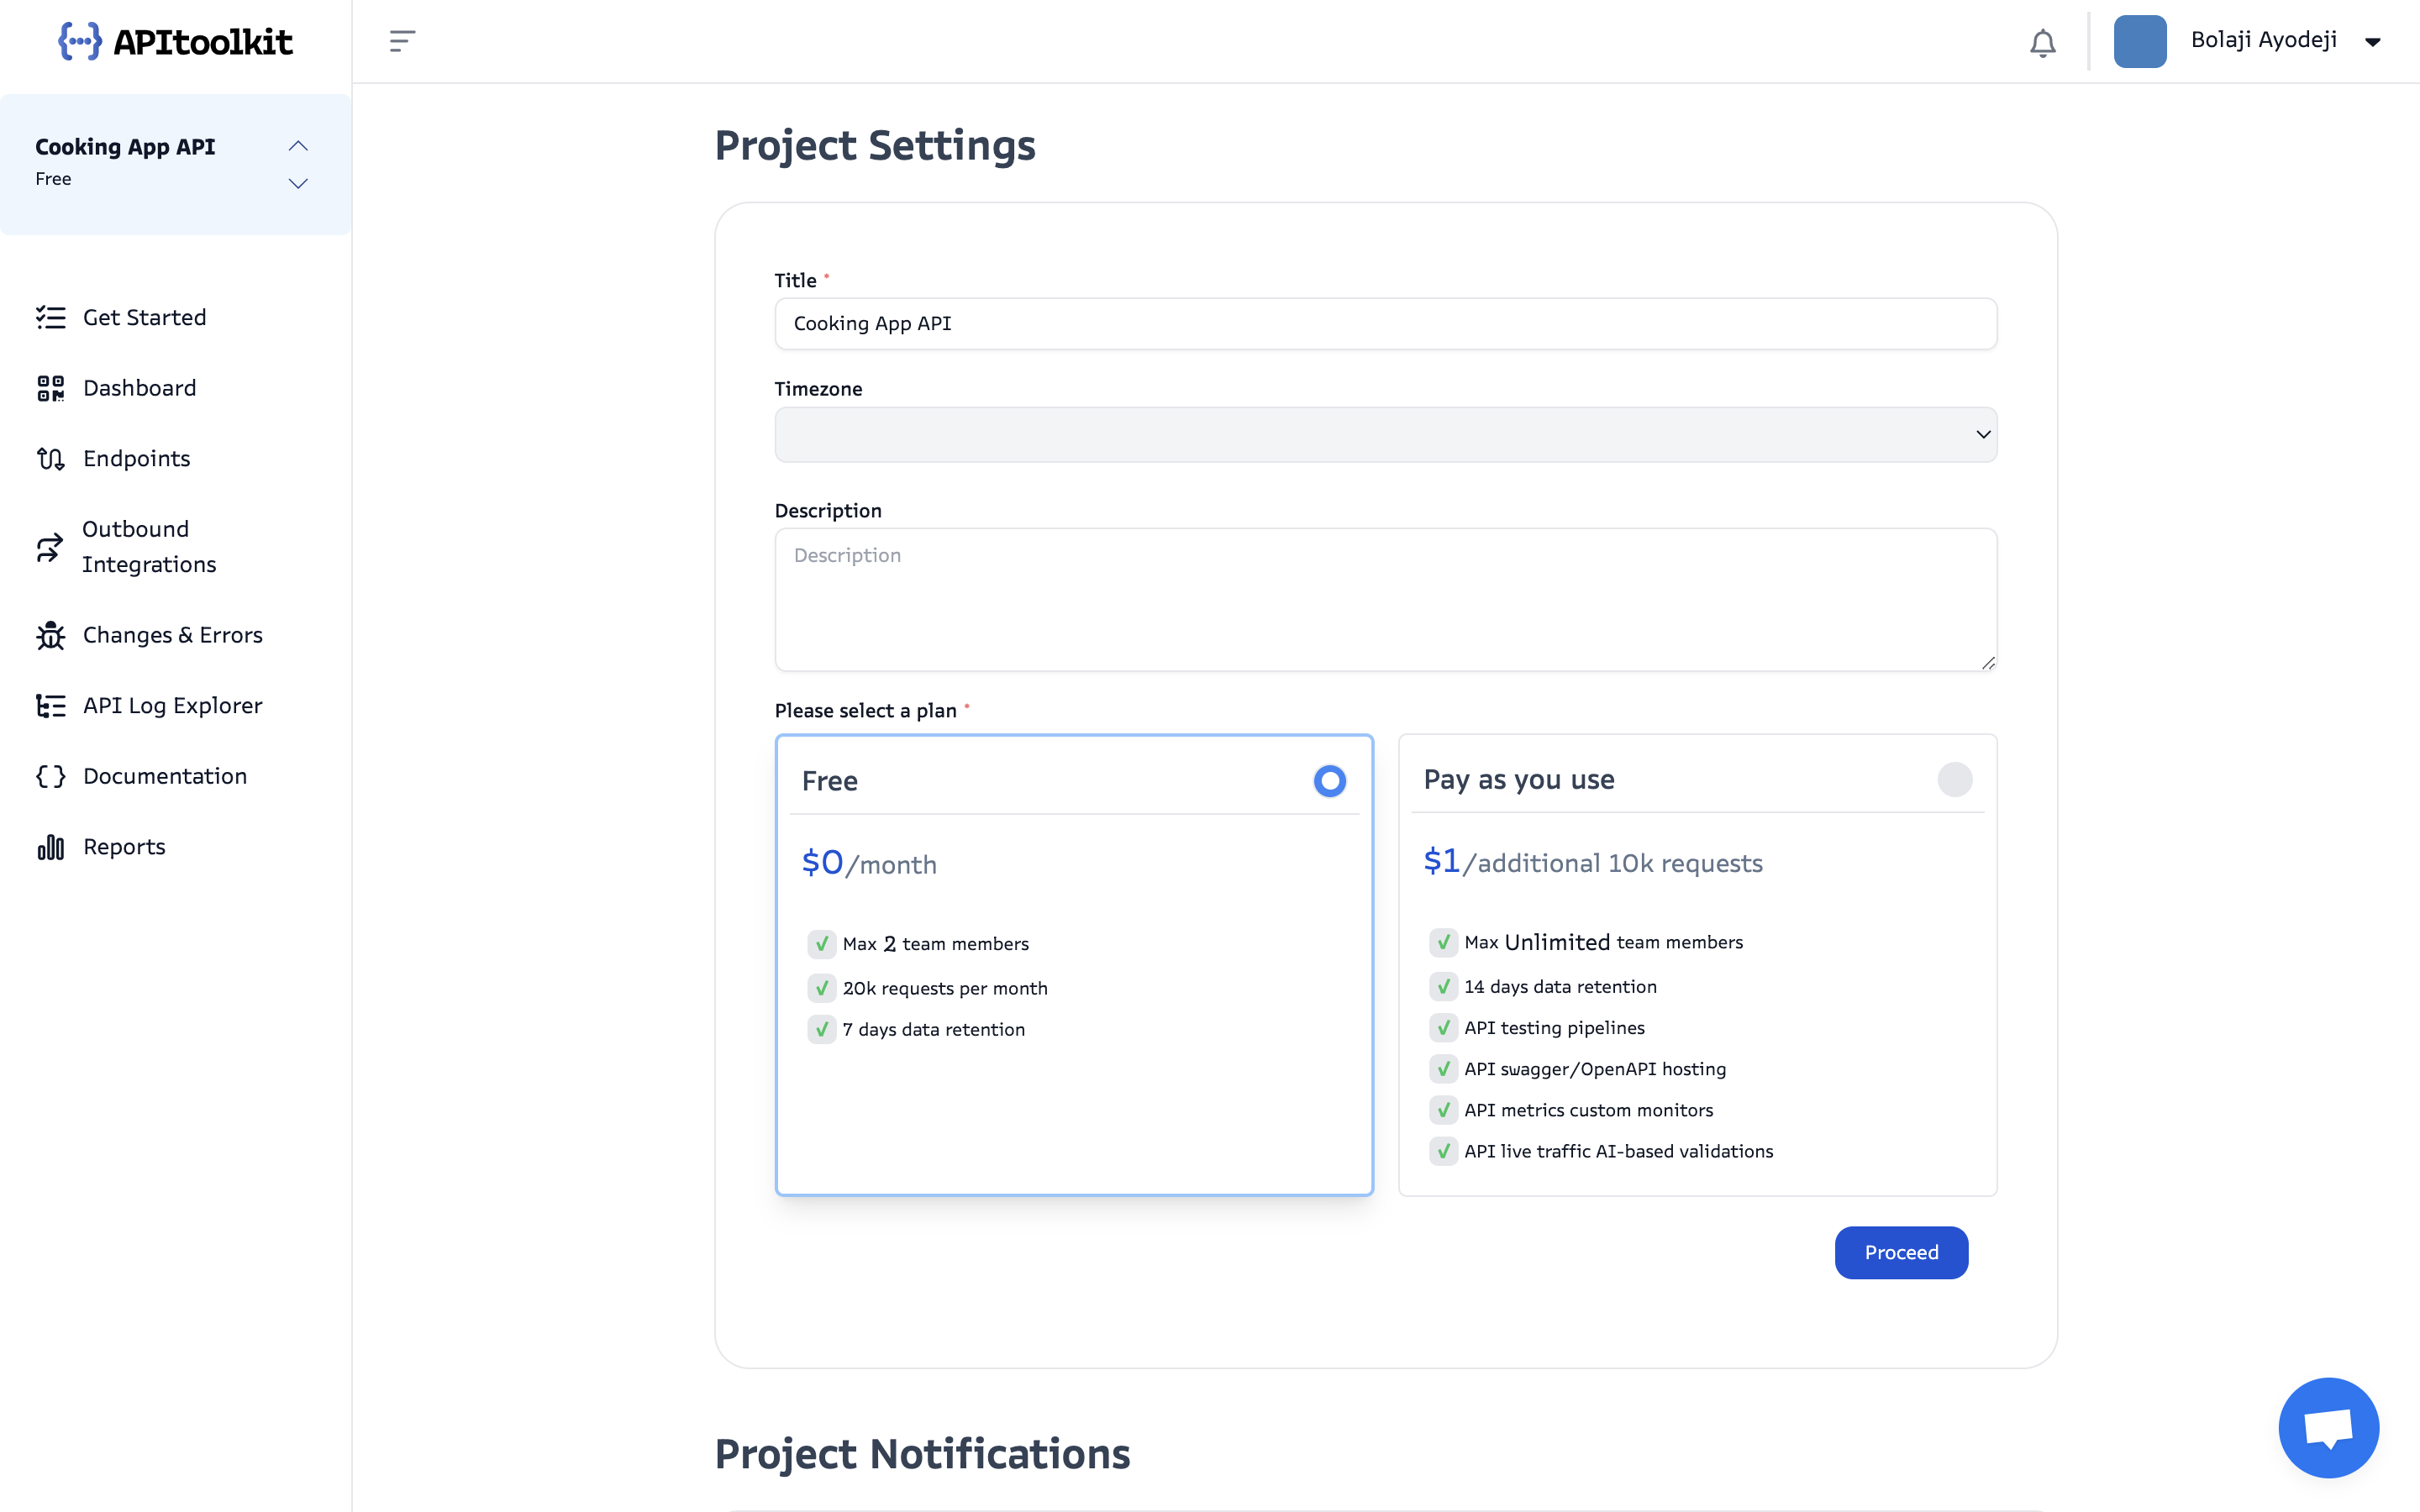 APItoolkit
Bolaji Ayodeji
Cooking App API
Free
Get Started
Dashboard
Endpoints
Outbound
Integrations
Changes & Errors
API Log Explorer
Documentation
Reports
Project Settings
Title *
Cooking App API
Timezone
Description
Description
Please select a plan *
Free
$0/month
Max 2 team members
20k requests per month
7 days data retention
Pay as you use
$1/additional 10k requests
Max Unlimited team members
14 days data retention
API testing pipelines
API swagger/OpenAPI hosting
API metrics custom monitors
API live traffic AI-based validations
Proceed
Project Notifications